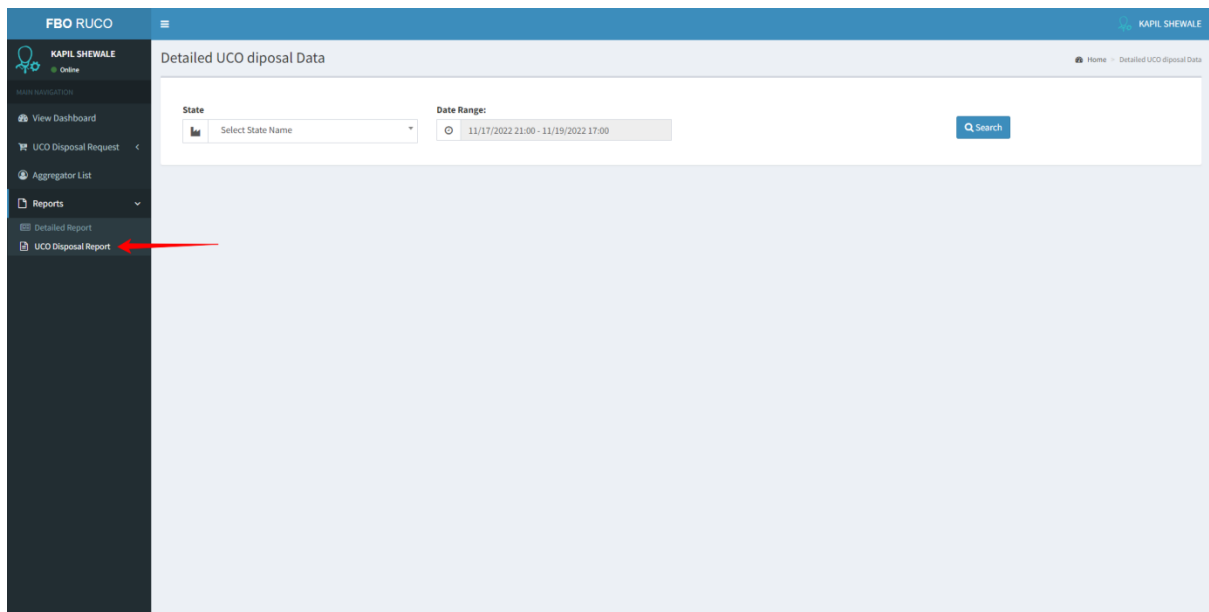 FBO RUCO
KAPIL SHEWALE
KAPIL SHEWALE
Online
MAIN NAVIGATION
View Dashboard
UCO Disposal Request
Aggregator List
Reports
Detailed Report
UCO Disposal Report
Detailed UCO diposal Data
Home > Detailed UCO diposal Data
State
Select State Name
Date Range:
11/17/2022 21:00 - 11/19/2022 17:00
Search